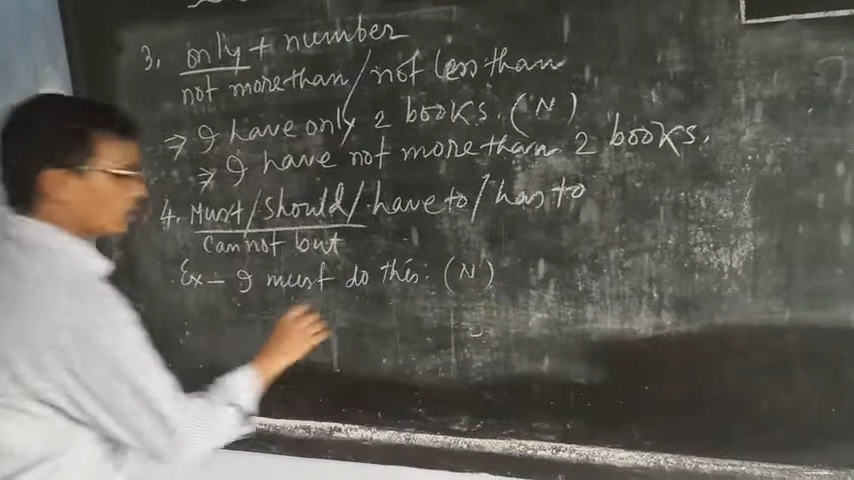 3. only + number
not more than / not less than
⇒ I have only 2 books. (N)
⇒ I have not more than 2 books.
4. Must/should/have to/has to
cannot but
Ex - I must do this. (N)